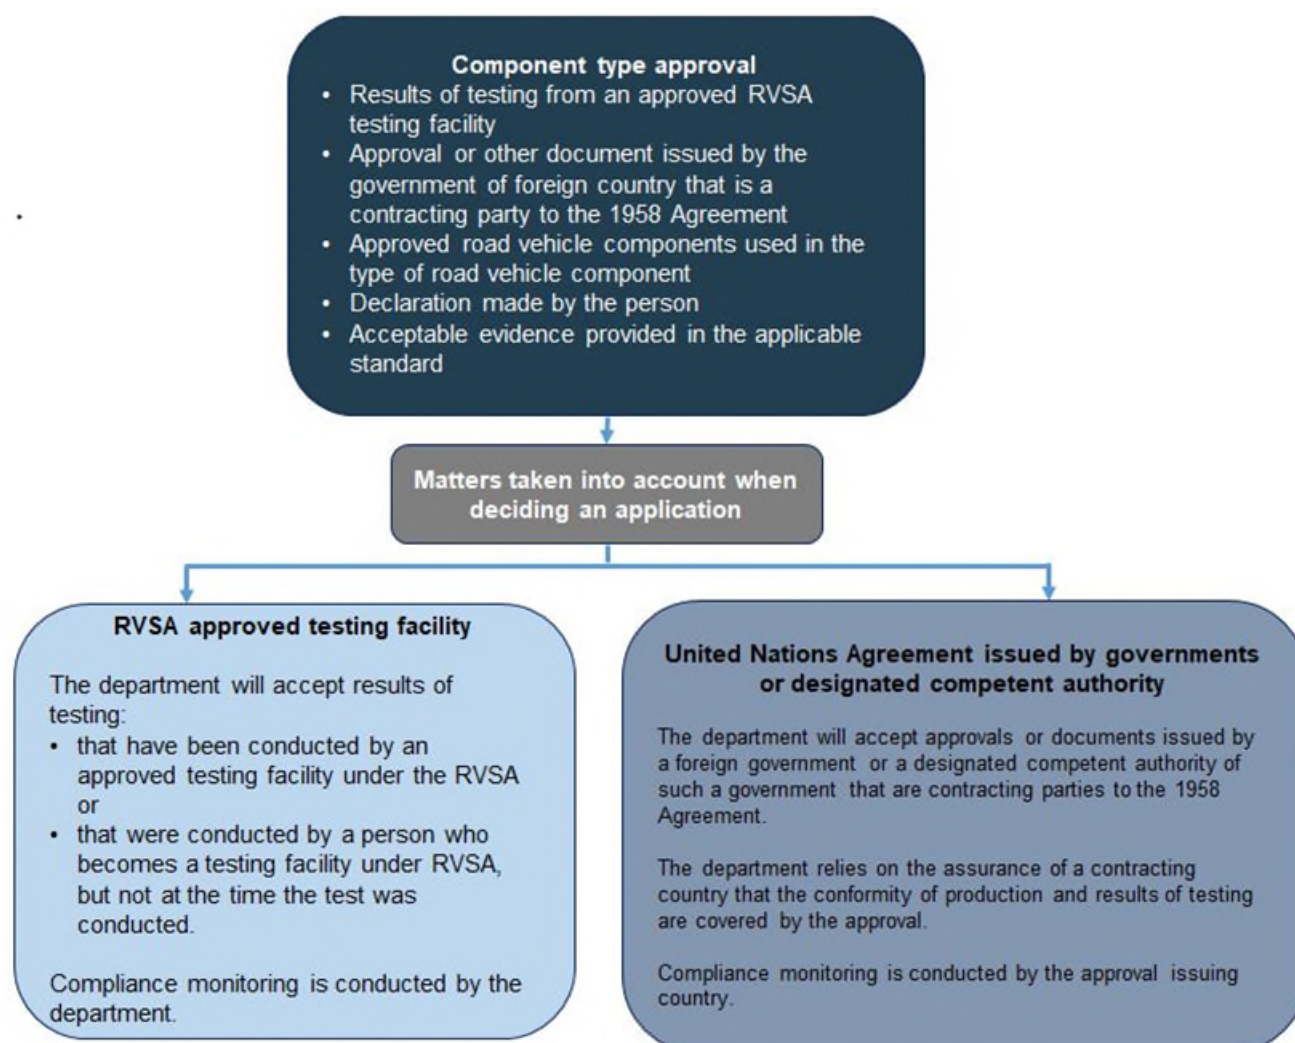 Component type approval
• Results of testing from an approved RVSA
testing facility
• Approval or other document issued by the
government of foreign country that is a
contracting party to the 1958 Agreement
• Approved road vehicle components used in the
type of road vehicle component
• Declaration made by the person
• Acceptable evidence provided in the applicable
standard
Matters taken into account when
deciding an application
RVSA approved testing facility
The department will accept results of
testing:
• that have been conducted by an
approved testing facility under the RVSA
or
• that were conducted by a person who
becomes a testing facility under RVSA,
but not at the time the test was
conducted.
Compliance monitoring is conducted by the
department.
United Nations Agreement issued by governments
or designated competent authority
The department will accept approvals or documents issued by
a foreign government or a designated competent authority of
such a government that are contracting parties to the 1958
Agreement.
The department relies on the assurance of a contracting
country that the conformity of production and results of testing
are covered by the approval.
Compliance monitoring is conducted by the approval issuing
country.